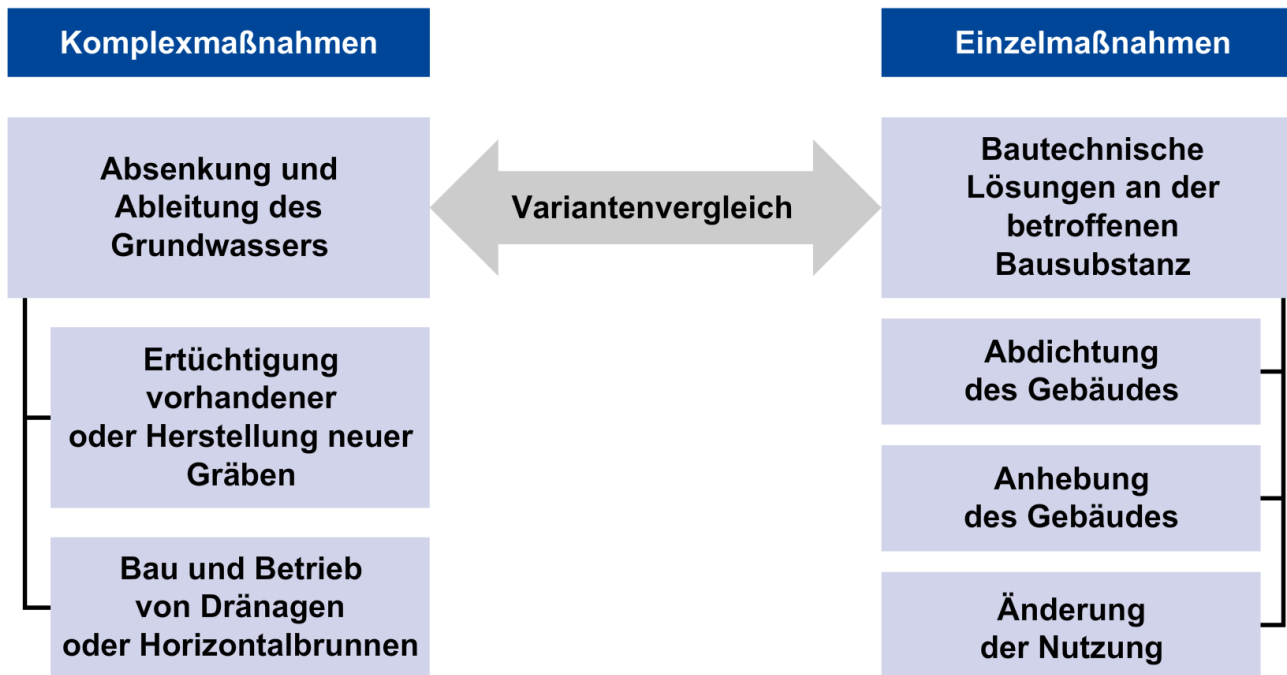 Komplexmaßnahmen
Absenkung und
Ableitung des
Grundwassers
Ertüchtigung
vorhandener
oder Herstellung neuer
Gräben
Bau und Betrieb
von Dränagen
oder Horizontalbrunnen
Variantenvergleich
Einzelmaßnahmen
Bautechnische
Lösungen an der
betroffenen
Bausubstanz
Abdichtung
des Gebäudes
Anhebung
des Gebäudes
Änderung
der Nutzung